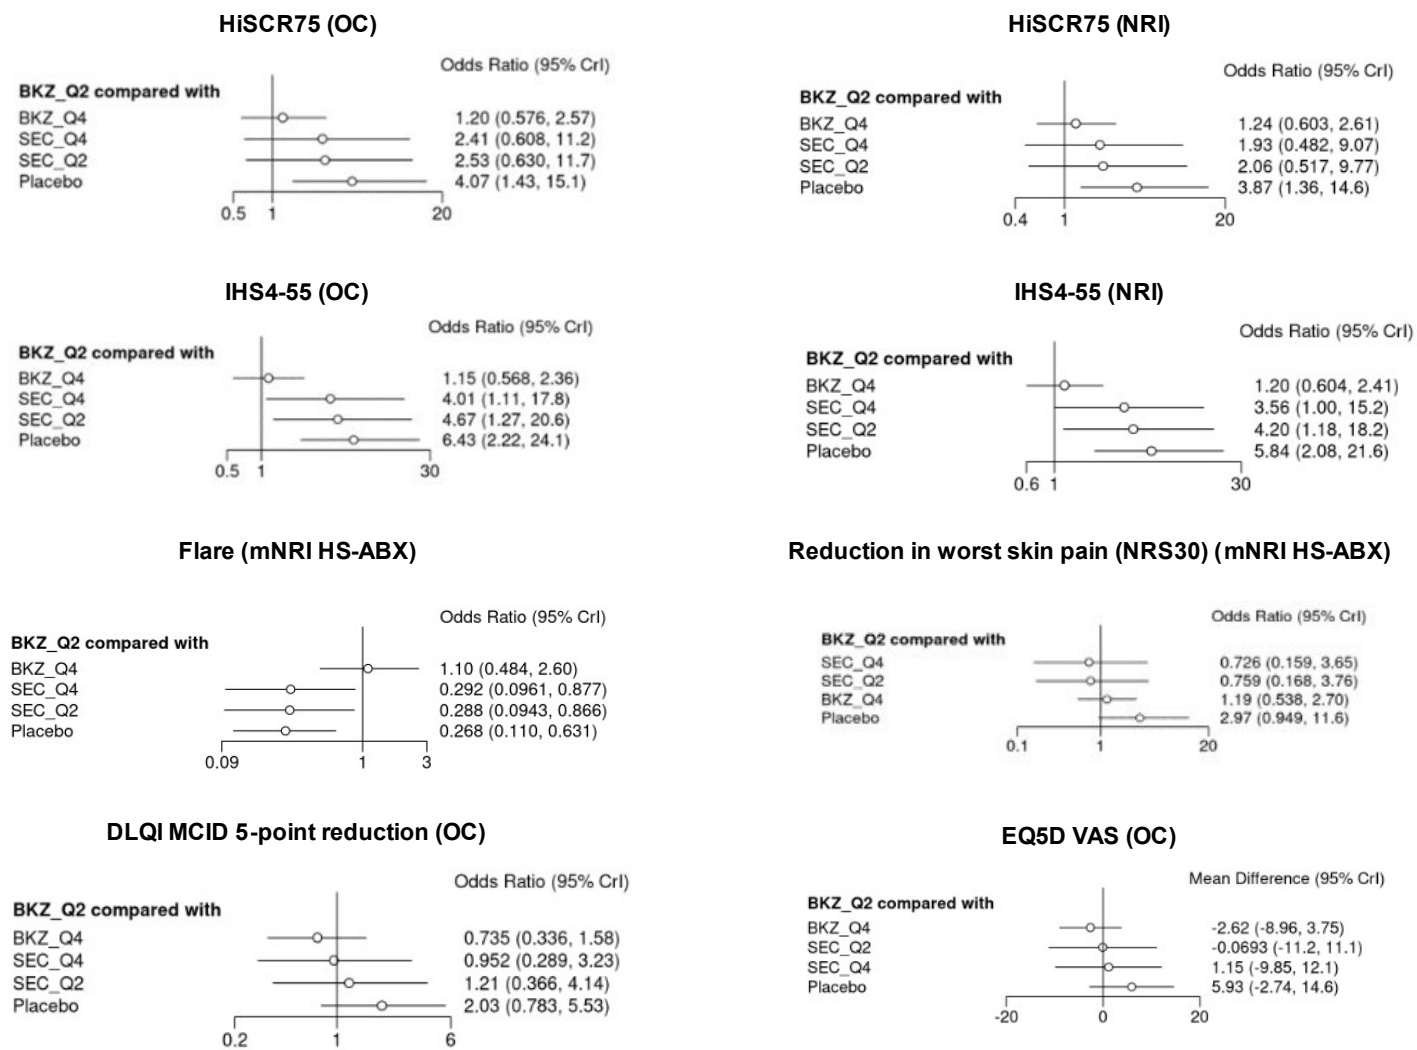 HiSCR75 (OC)
Odds Ratio (95% CrI)
BKZ_Q2 compared with
BKZ_Q4 1.20 (0.576, 2.57)
SEC_Q4 2.41 (0.608, 11.2)
SEC_Q2 2.53 (0.630, 11.7)
Placebo 4.07 (1.43, 15.1)
0.5 1 20
HiSCR75 (NRI)
Odds Ratio (95% CrI)
BKZ_Q2 compared with
BKZ_Q4 1.24 (0.603, 2.61)
SEC_Q4 1.93 (0.482, 9.07)
SEC_Q2 2.06 (0.517, 9.77)
Placebo 3.87 (1.36, 14.6)
0.4 1 20
IHS4-55 (OC)
Odds Ratio (95% CrI)
BKZ_Q2 compared with
BKZ_Q4 1.15 (0.568, 2.36)
SEC_Q4 4.01 (1.11, 17.8)
SEC_Q2 4.67 (1.27, 20.6)
Placebo 6.43 (2.22, 24.1)
0.5 1 30
IHS4-55 (NRI)
Odds Ratio (95% CrI)
BKZ_Q2 compared with
BKZ_Q4 1.20 (0.604, 2.41)
SEC_Q4 3.56 (1.00, 15.2)
SEC_Q2 4.20 (1.18, 18.2)
Placebo 5.84 (2.08, 21.6)
0.6 1 30
Flare (mNRI HS-ABX)
Odds Ratio (95% CrI)
BKZ_Q2 compared with
BKZ_Q4 1.10 (0.484, 2.60)
SEC_Q4 0.292 (0.0961, 0.877)
SEC_Q2 0.288 (0.0943, 0.866)
Placebo 0.268 (0.110, 0.631)
0.09 1 3
Reduction in worst skin pain (NRS30) (mNRI HS-ABX)
Odds Ratio (95% CrI)
BKZ_Q2 compared with
SEC_Q4 0.726 (0.159, 3.65)
SEC_Q2 0.759 (0.168, 3.76)
BKZ_Q4 1.19 (0.538, 2.70)
Placebo 2.97 (0.949, 11.6)
0.1 1 20
DLQI MCID 5-point reduction (OC)
Odds Ratio (95% CrI)
BKZ_Q2 compared with
BKZ_Q4 0.735 (0.336, 1.58)
SEC_Q4 0.952 (0.289, 3.23)
SEC_Q2 1.21 (0.366, 4.14)
Placebo 2.03 (0.783, 5.53)
0.2 1 6
EQ5D VAS (OC)
Mean Difference (95% CrI)
BKZ_Q2 compared with
BKZ_Q4 -2.62 (-8.96, 3.75)
SEC_Q2 -0.0693 (-11.2, 11.1)
SEC_Q4 1.15 (-9.85, 12.1)
Placebo 5.93 (-2.74, 14.6)
-20 0 20